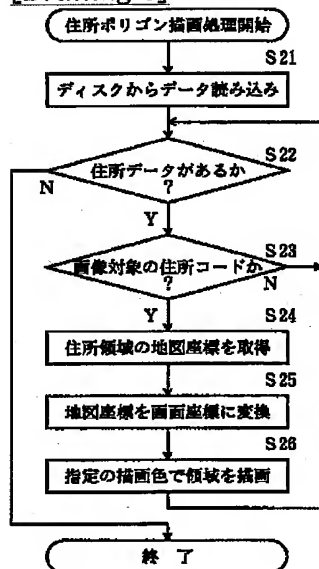 住所ポリゴン描画処理開始
S21
ディスクからデータ読み込み
S22
住所データがあるか
?
N
Y
S23
画像対象の住所コードか
?
N
Y
S24
住所領域の地図座標を取得
S25
地図座標を画面座標に変換
S26
指定の描画色で領域を描画
終 了